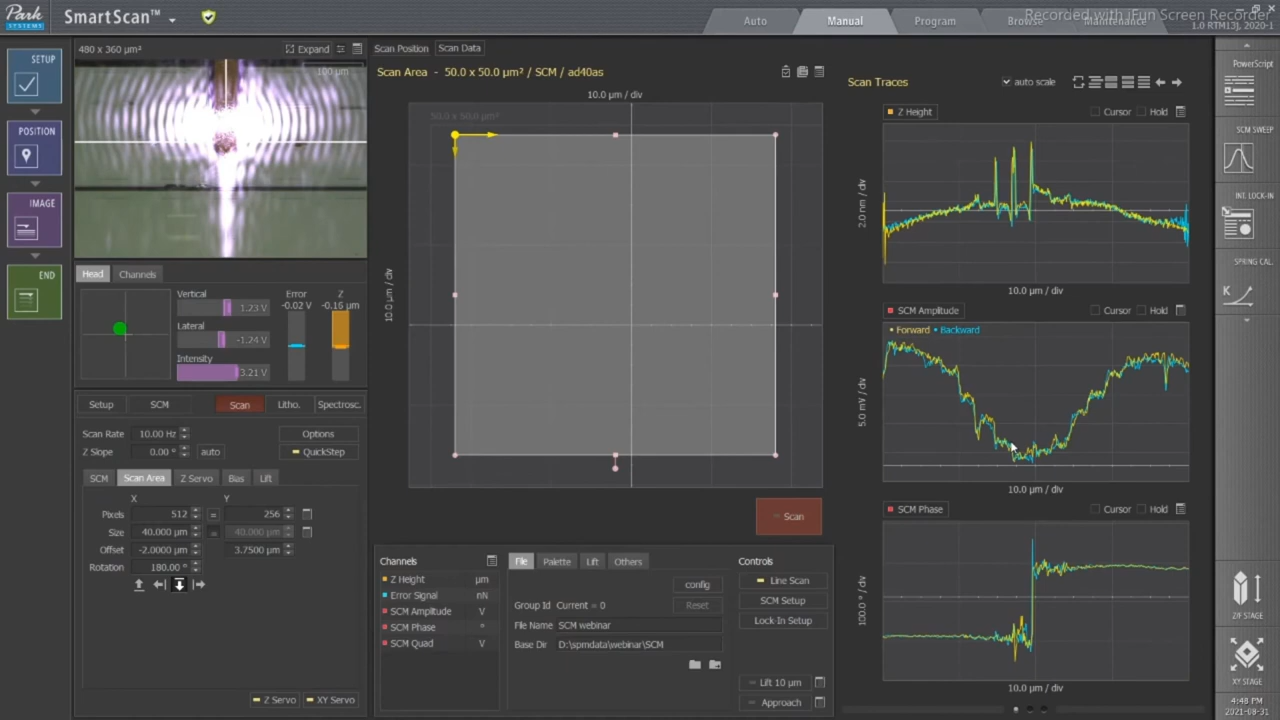 Park SYSTEMS
SmartScan™
Auto
Manual
Program
Browse
Maintenance
Recorded with iFun Screen Recorder
1.0 RTM13j, 2020-1
SETUP
POSITION
IMAGE
END
480 x 360 µm²
Expand
100 µm
Head
Channels
Vertical
1.23 V
Lateral
-1.24 V
Intensity
3.21 V
Error
-0.02 V
Z
-0.16 µm
Setup
SCM
Scan
Litho.
Spectrosc.
Scan Rate
10.00 Hz
Options
Z Slope
0.00 °
auto
QuickStep
SCM
Scan Area
Z Servo
Bias
Lift
X
Y
Pixels
512
=
256
Size
40.000 µm
=
40.000 µm
Offset
-2.0000 µm
3.7500 µm
Rotation
180.00 °
Z Servo
XY Servo
Scan Position
Scan Data
Scan Area - 50.0 x 50.0 µm² / SCM / ad40as
10.0 µm / div
50.0 x 50.0 µm²
10.0 µm / div
Scan
Channels
Z Height µm
Error Signal nN
SCM Amplitude V
SCM Phase °
SCM Quad V
File
Palette
Lift
Others
config
Group Id Current = 0
Reset
File Name SCM webinar
Base Dir D:\spmdata\webinar\SCM
Controls
Line Scan
SCM Setup
Lock-In Setup
Lift 10 µm
Approach
Scan Traces
auto scale
Z Height
Cursor
Hold
2.0 nm / div
10.0 µm / div
SCM Amplitude
Cursor
Hold
Forward
Backward
5.0 mV / div
10.0 µm / div
SCM Phase
Cursor
Hold
100.0 ° / div
10.0 µm / div
PowerScript
SCM SWEEP
INT. LOCK-IN
SPRING CAL.
K
Z/F STAGE
XY STAGE
4:48 PM
2021-08-31